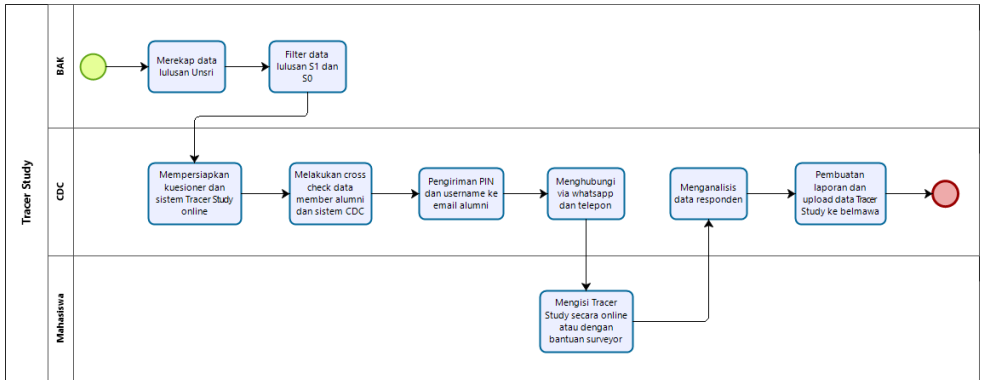 Tracer Study
BAK
Merekap data
lulusan Unsri
Filter data
lulusan S1 dan
S0
CDC
Mempersiapkan
kuesioner dan
sistem Tracer Study
online
Melakukan cross
check data
member alumni
dan sistem CDC
Pengiriman PIN
dan username ke
email alumni
Menghubungi
via whatsapp
dan telepon
Menganalisis
data responden
Pembuatan
laporan dan
upload data Tracer
Study ke belmawa
Mahasiswa
Mengisi Tracer
Study secara online
atau dengan
bantuan surveyor